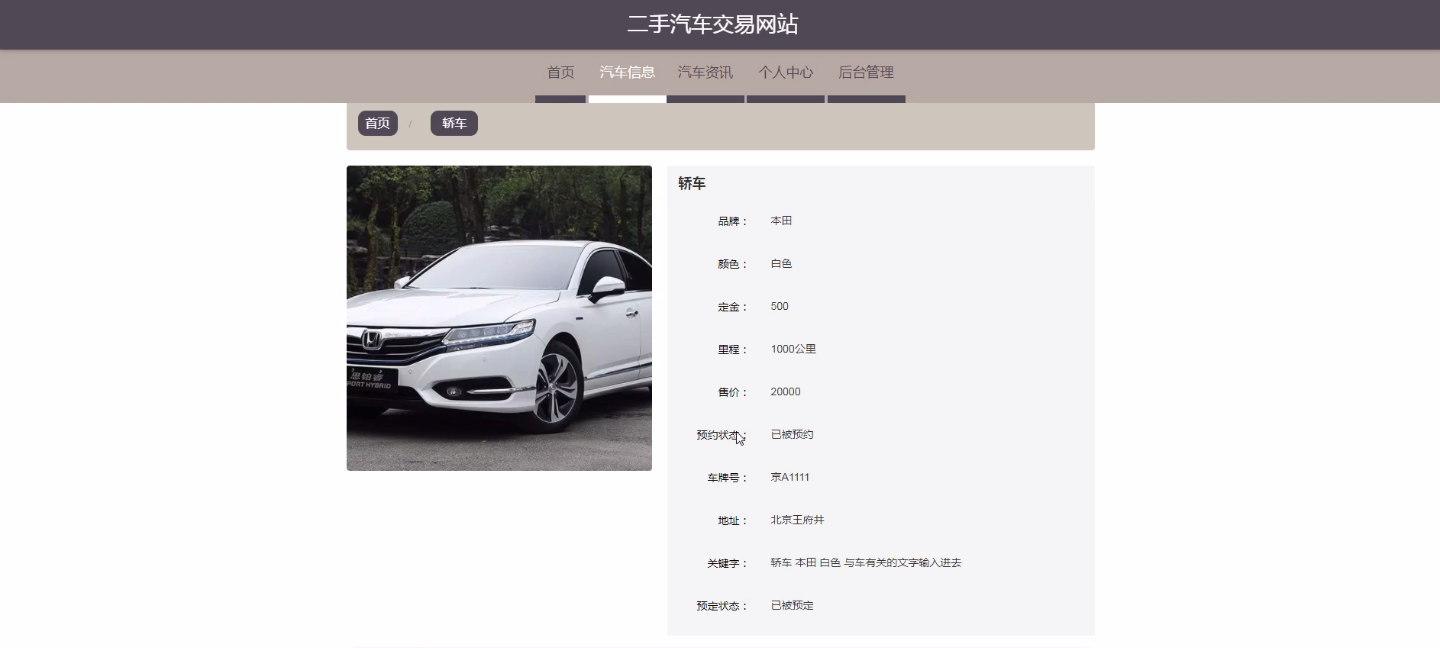 二手汽车交易网站
首页 汽车信息 汽车资讯 个人中心 后台管理
首页 / 轿车
思铂睿
PORT HYBRID
轿车
品牌： 本田
颜色： 白色
定金： 500
里程： 1000公里
售价： 20000
预约状态： 已被预约
车牌号： 京A1111
地址： 北京王府井
关键字： 轿车 本田 白色 与车有关的文字输入进去
预定状态： 已被预定